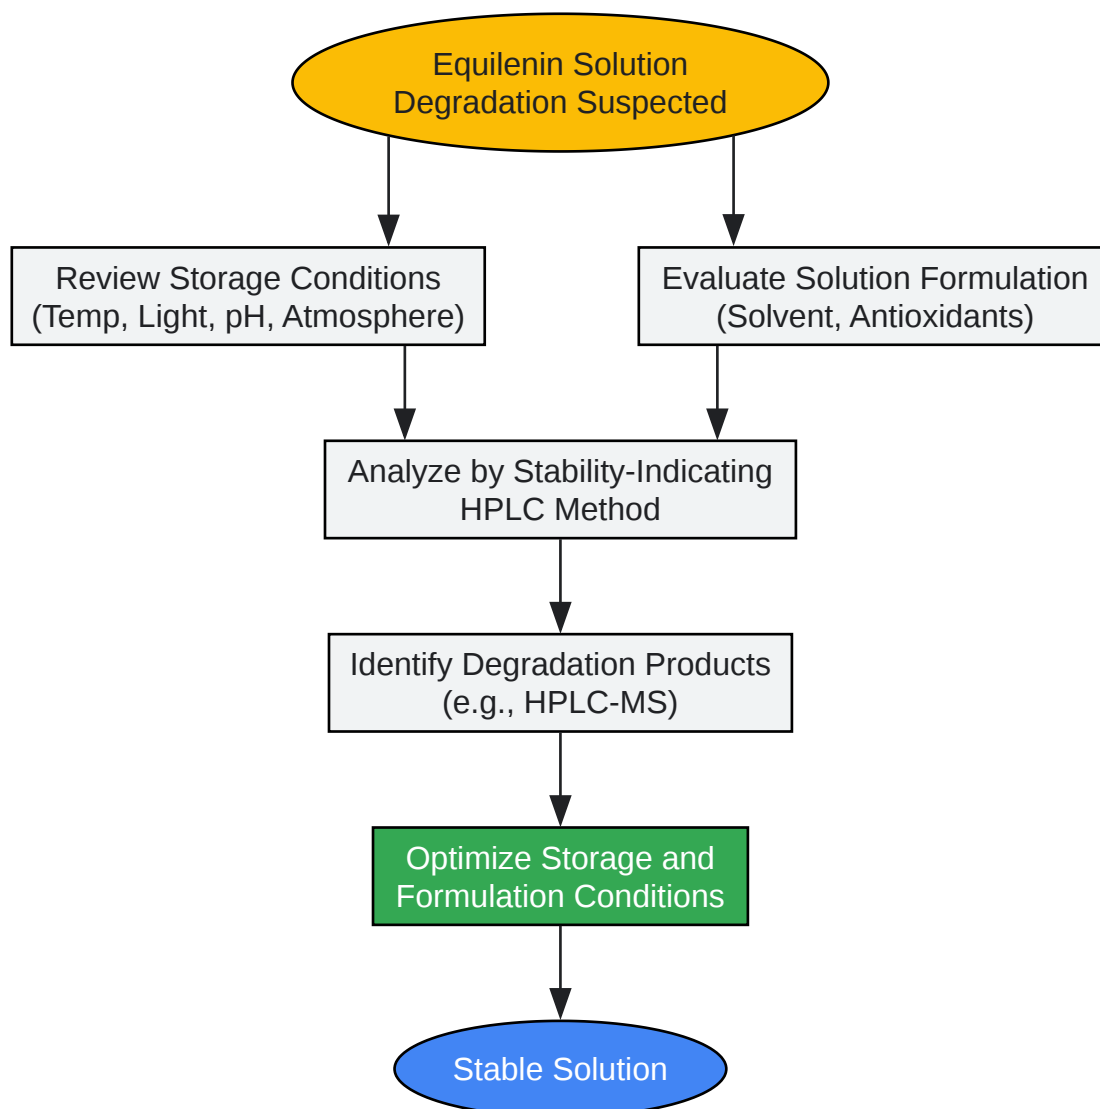 Equilenin Solution
Degradation Suspected
Review Storage Conditions
(Temp, Light, pH, Atmosphere)
Evaluate Solution Formulation
(Solvent, Antioxidants)
Analyze by Stability-Indicating
HPLC Method
Identify Degradation Products
(e.g., HPLC-MS)
Optimize Storage and
Formulation Conditions
Stable Solution